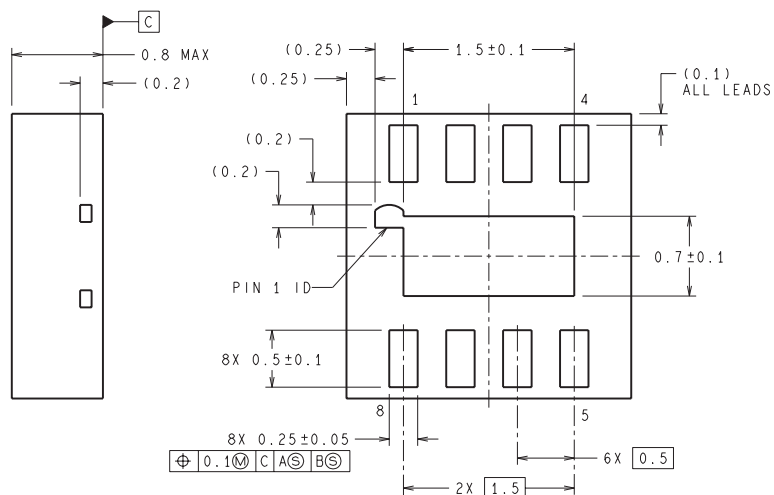 C
0.8 MAX
(0.2)
(0.25)
1.5±0.1
(0.25)
(0.1)
ALL LEADS
1
4
(0.2)
(0.2)
0.7±0.1
PIN 1 ID
8X 0.5±0.1
8
5
8X 0.25±0.05
⌖ 0.1Ⓜ C AⓈ BⓈ
6X 0.5
2X 1.5